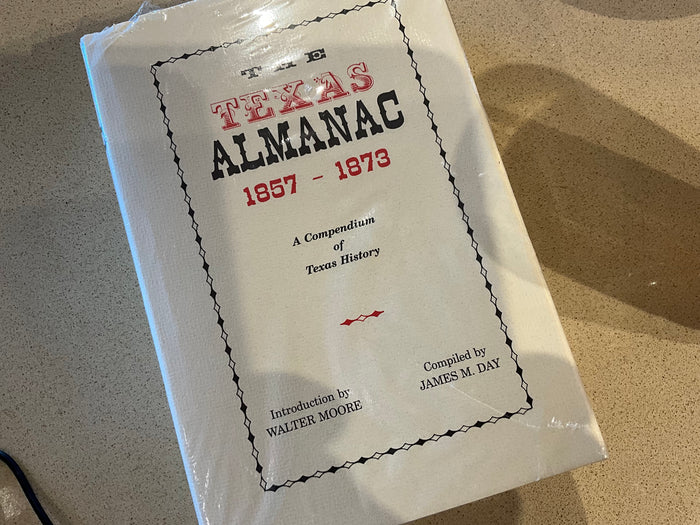 THE
TEXAS
ALMANAC
1857 - 1873
A Compendium
of
Texas History
Introduction by
WALTER MOORE
Compiled by
JAMES M. DAY